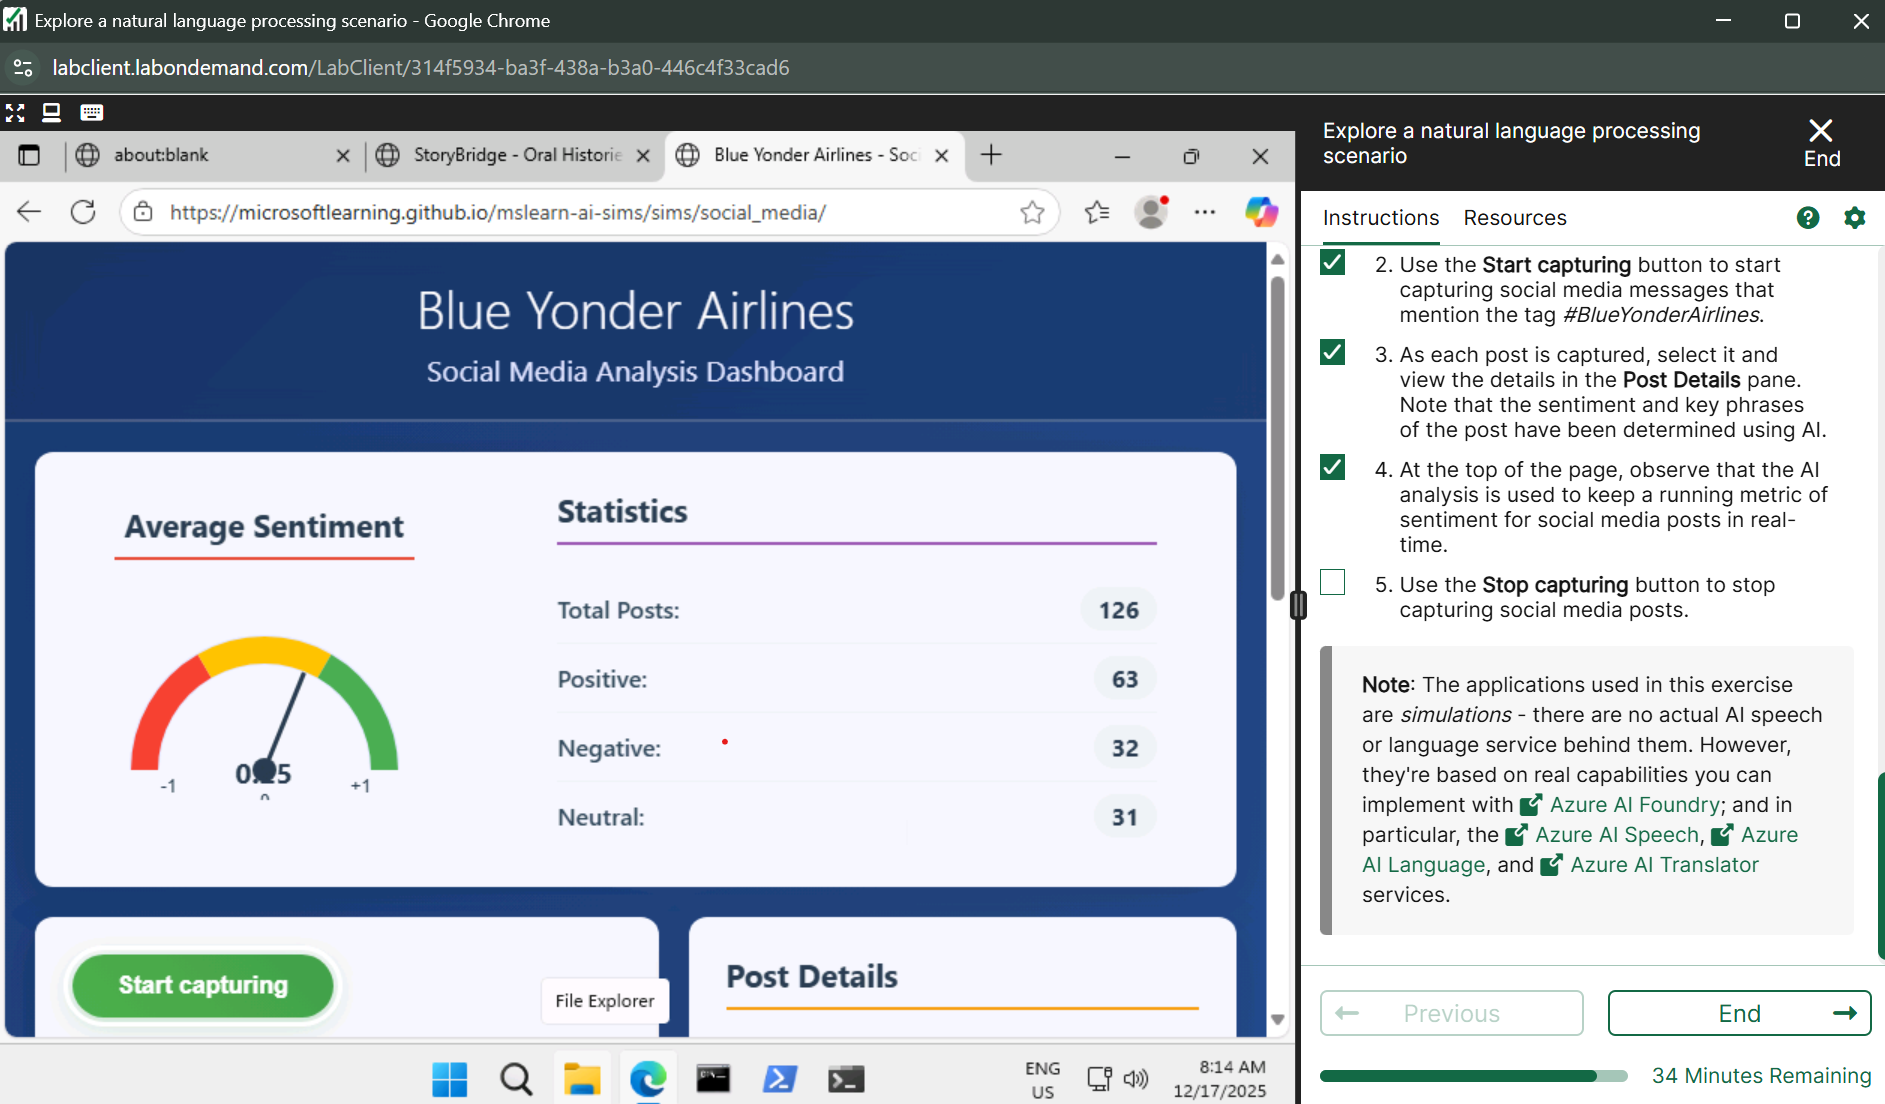 Explore a natural language processing scenario - Google Chrome
labclient.labondemand.com/LabClient/314f5934-ba3f-438a-b3a0-446c4f33cad6
about:blank
StoryBridge - Oral Historie
Blue Yonder Airlines - Soc
https://microsoftlearning.github.io/mslearn-ai-sims/sims/social_media/
Blue Yonder Airlines
Social Media Analysis Dashboard
Average Sentiment
-1
0
+1
Statistics
Total Posts: 126
Positive: 63
Negative: 32
Neutral: 31
Start capturing
File Explorer
Post Details
ENG
US
8:14 AM
12/17/2025
Explore a natural language processing
scenario
End
Instructions
Resources
2. Use the Start capturing button to start
capturing social media messages that
mention the tag #BlueYonderAirlines.
3. As each post is captured, select it and
view the details in the Post Details pane.
Note that the sentiment and key phrases
of the post have been determined using AI.
4. At the top of the page, observe that the AI
analysis is used to keep a running metric of
sentiment for social media posts in real-
time.
5. Use the Stop capturing button to stop
capturing social media posts.
Note: The applications used in this exercise
are simulations - there are no actual AI speech
or language service behind them. However,
they're based on real capabilities you can
implement with Azure AI Foundry; and in
particular, the Azure AI Speech, Azure
AI Language, and Azure AI Translator
services.
Previous
End
34 Minutes Remaining